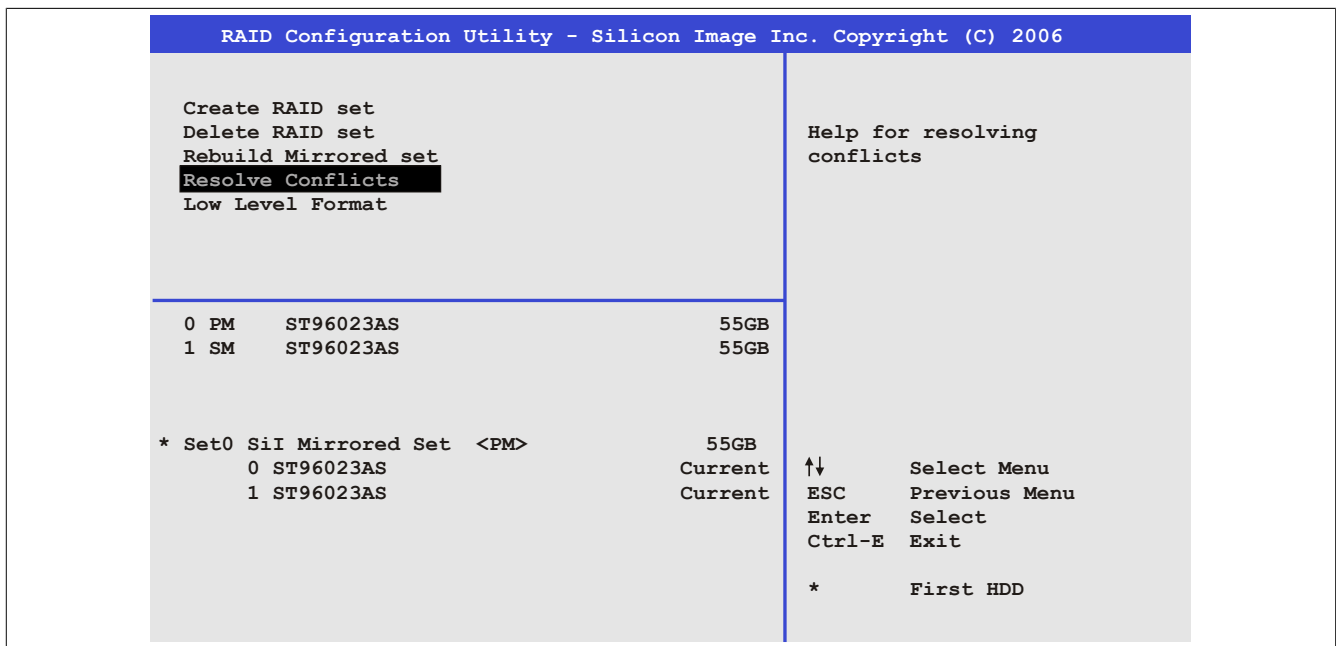 RAID Configuration Utility - Silicon Image Inc. Copyright (C) 2006
Create RAID set
Delete RAID set
Rebuild Mirrored set
Resolve Conflicts
Low Level Format
Help for resolving
conflicts
0 PM ST96023AS 55GB
1 SM ST96023AS 55GB
* Set0 SiI Mirrored Set <PM> 55GB
0 ST96023AS Current
1 ST96023AS Current
↑↓ Select Menu
ESC Previous Menu
Enter Select
Ctrl-E Exit
* First HDD